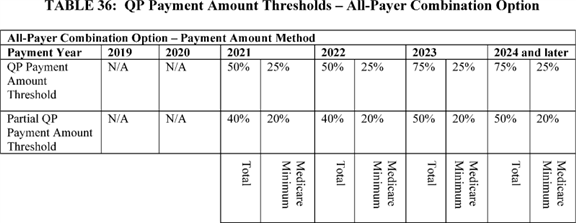 TABLE 36: QP Payment Amount Thresholds – All-Payer Combination Option
All-Payer Combination Option – Payment Amount Method
Payment Year 2019 2020 2021 2022 2023 2024 and later
QP Payment Amount Threshold N/A N/A 50% 25% 50% 25% 75% 25% 75% 25%
Partial QP Payment Amount Threshold N/A N/A 40% 20% 40% 20% 50% 20% 50% 20%
Total Medicare Minimum Total Medicare Minimum Total Medicare Minimum Total Medicare Minimum